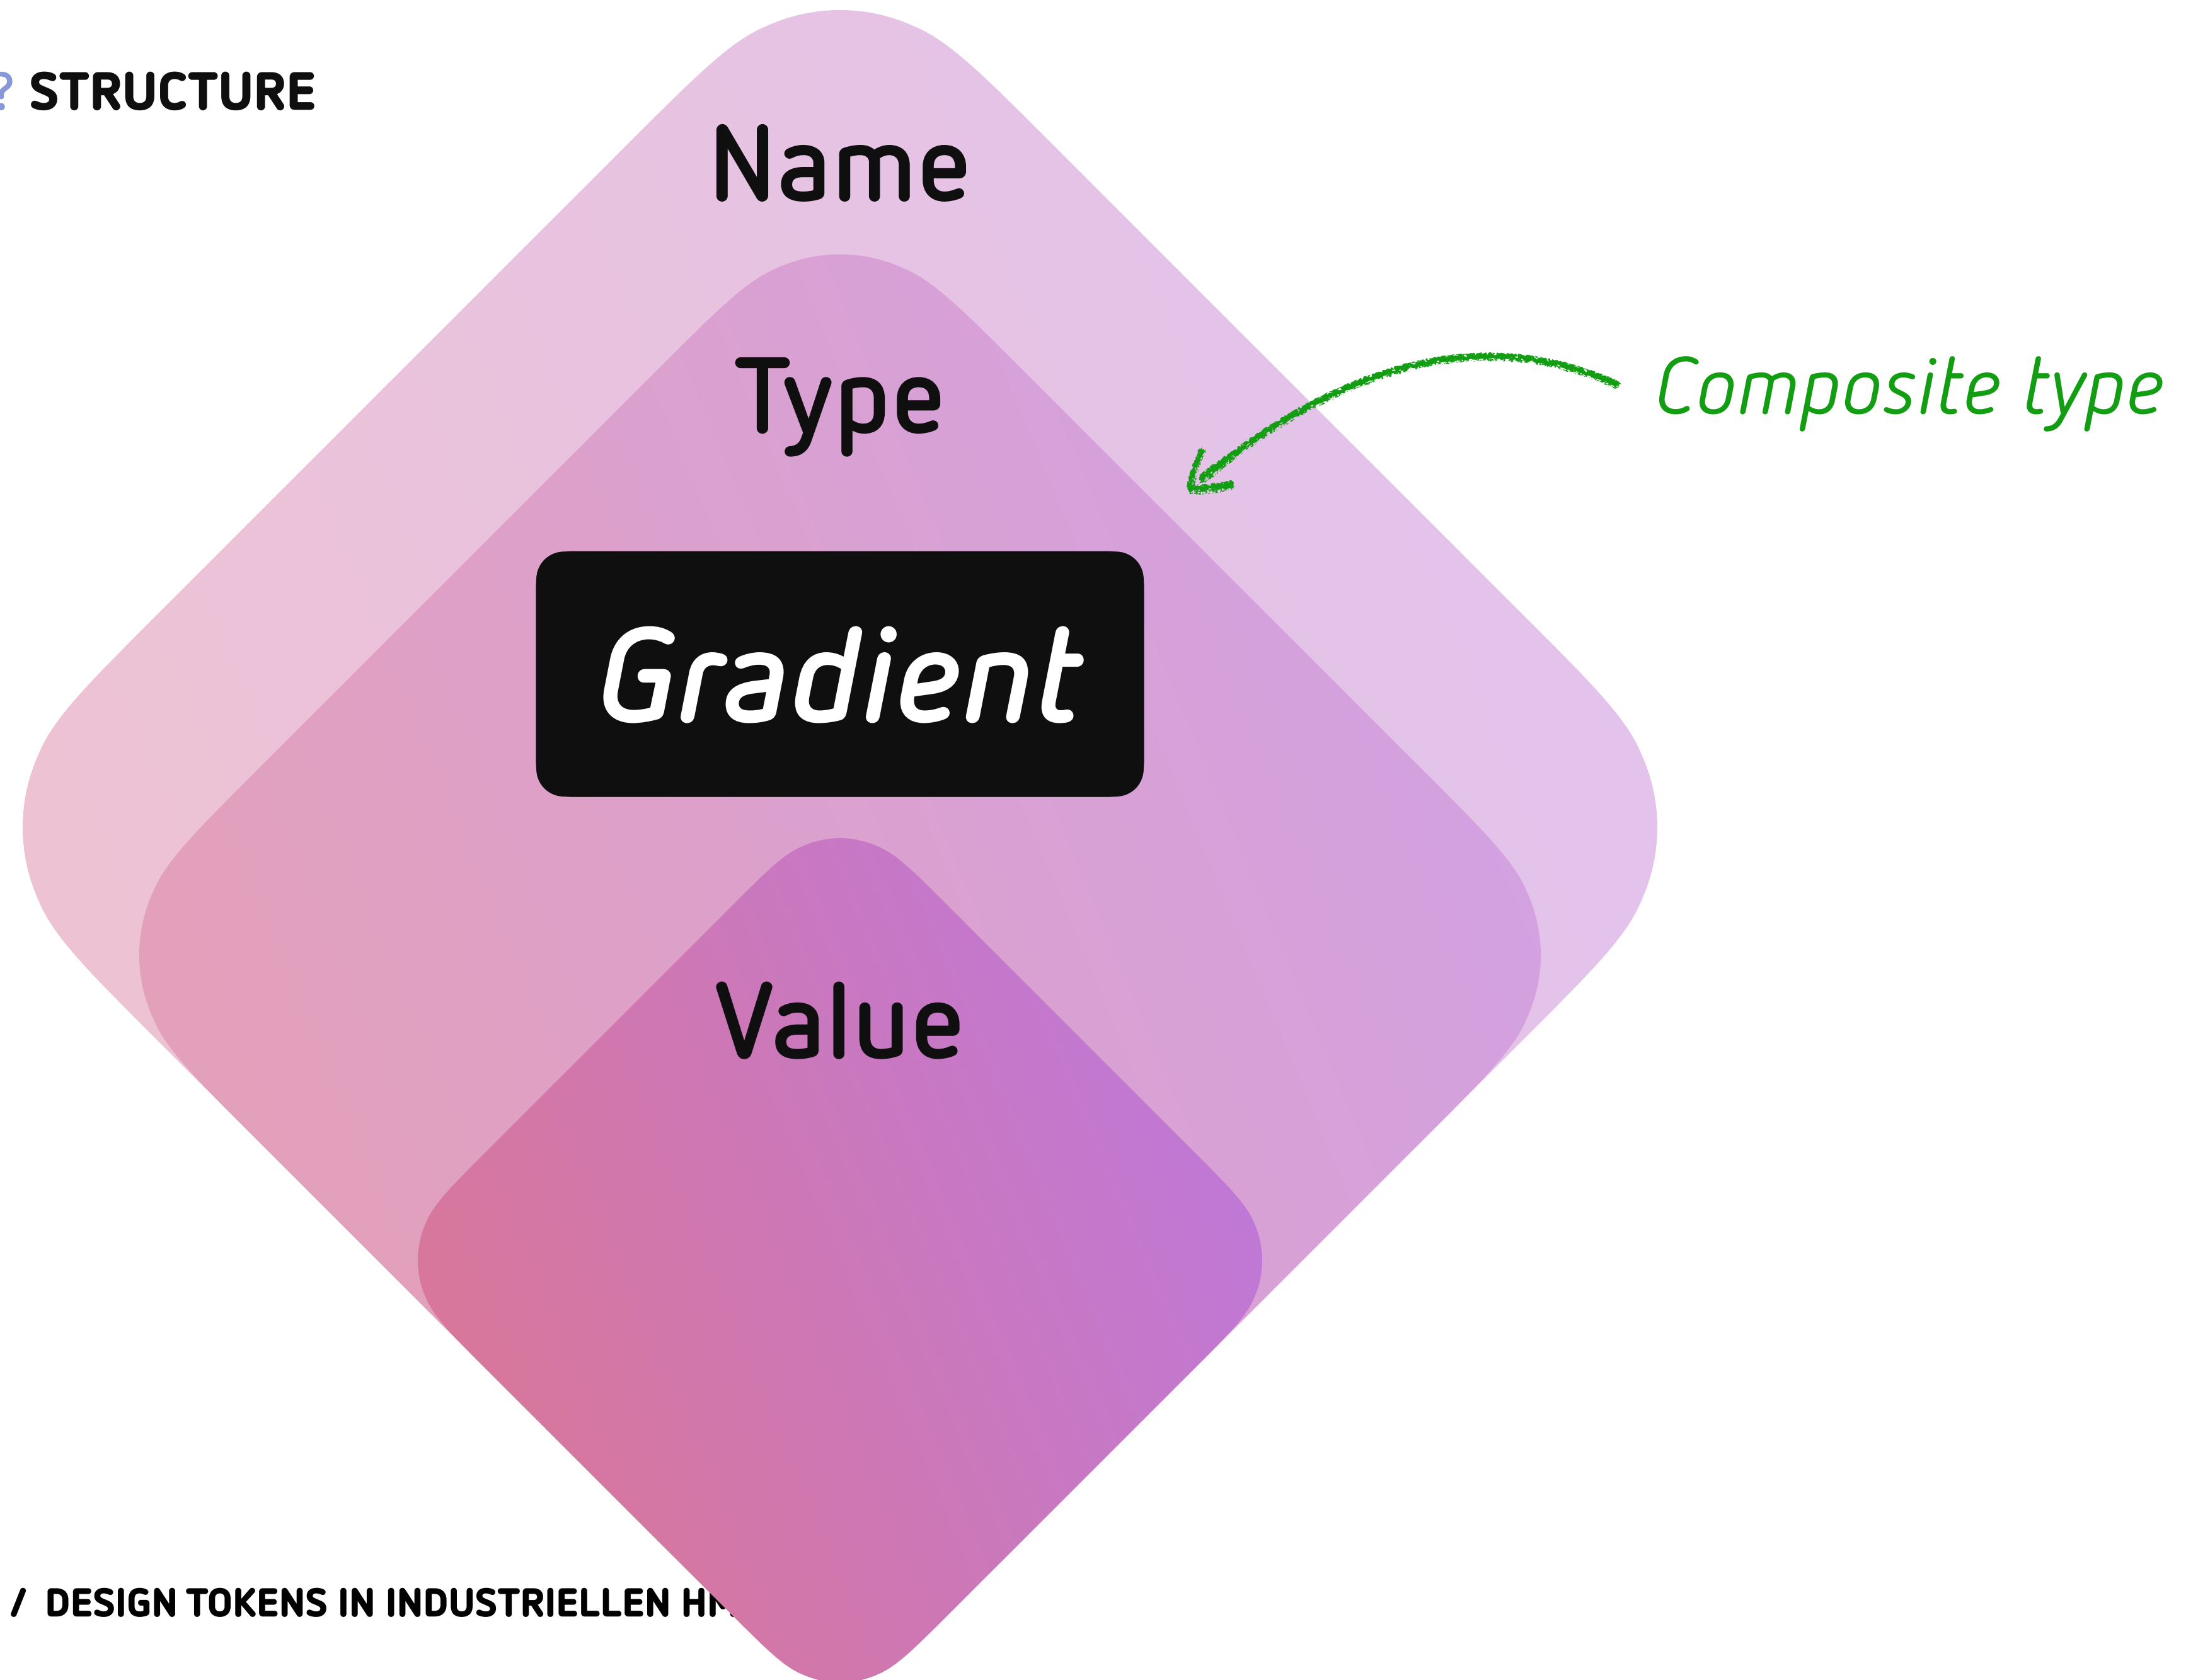 ? STRUCTURE
Name
Type
Composite type
Gradient
Value
/ DESIGN TOKENS IN INDUSTRIELLEN